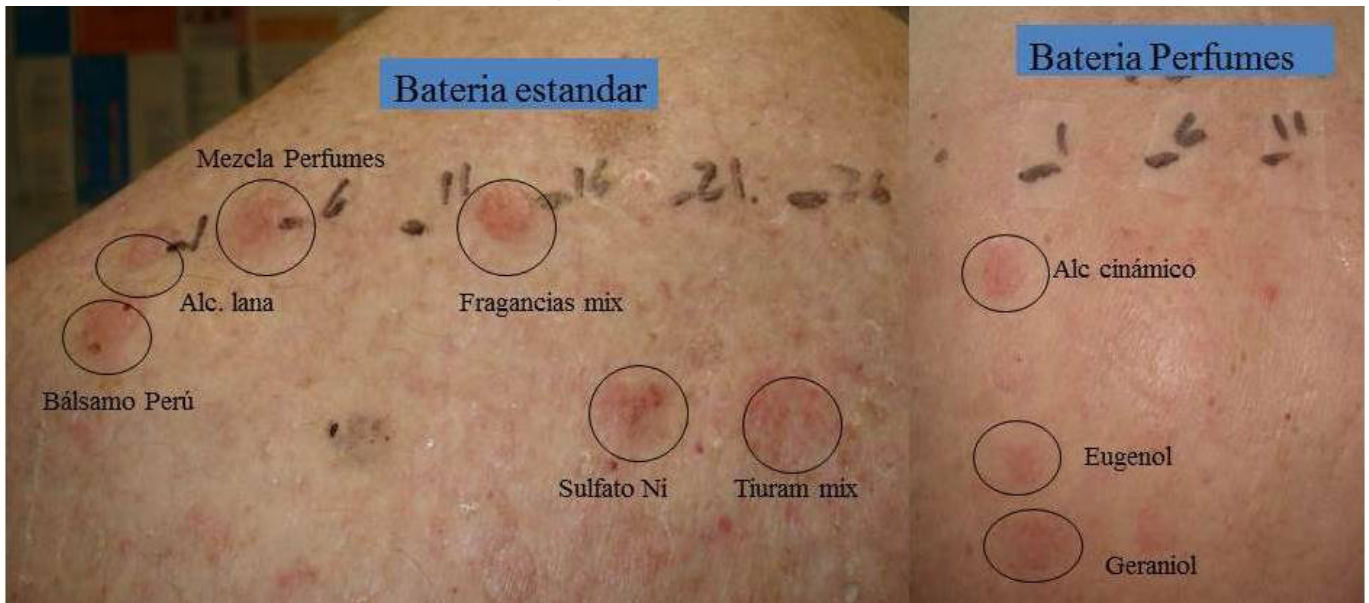 Bateria estandar
Bateria Perfumes
Mezcla Perfumes
1
6
11
16
21.
26
1
6
11
Alc. lana
Fragancias mix
Alc cinámico
Bálsamo Perú
Sulfato Ni
Tiuram mix
Eugenol
Geraniol